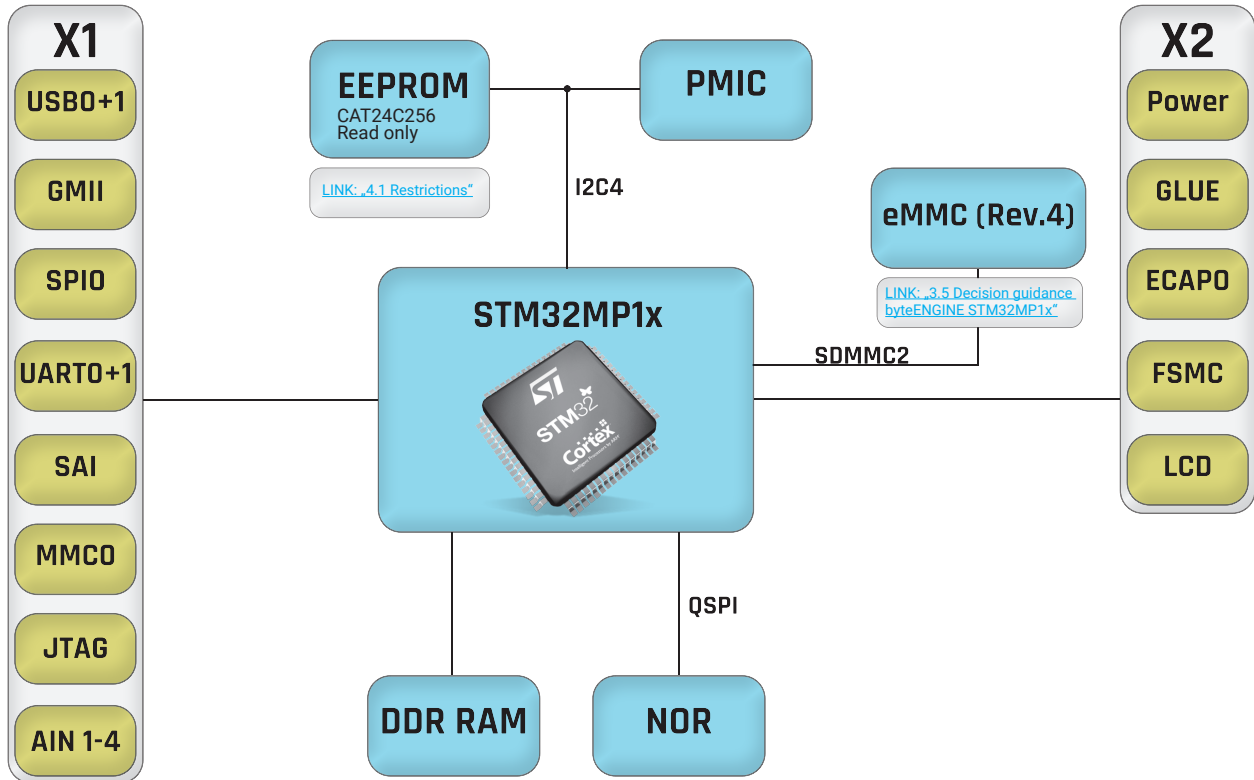 X1
USB0+1
GMII
SPI0
UART0+1
SAI
MMC0
JTAG
AIN 1-4
EEPROM
CAT24C256
Read only
LINK: „4.1 Restrictions“
PMIC
I2C4
eMMC (Rev.4)
LINK: „3.5 Decision guidance
byteENGINE STM32MP1x“
SDMMC2
STM32MP1x
ST
STM32
Cortex
QSPI
DDR RAM
NOR
X2
Power
GLUE
ECAP0
FSMC
LCD